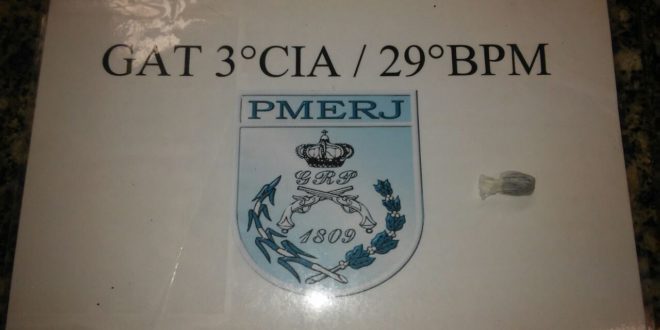 GAT 3°CIA / 29°BPM
PMERJ
GRP
1809